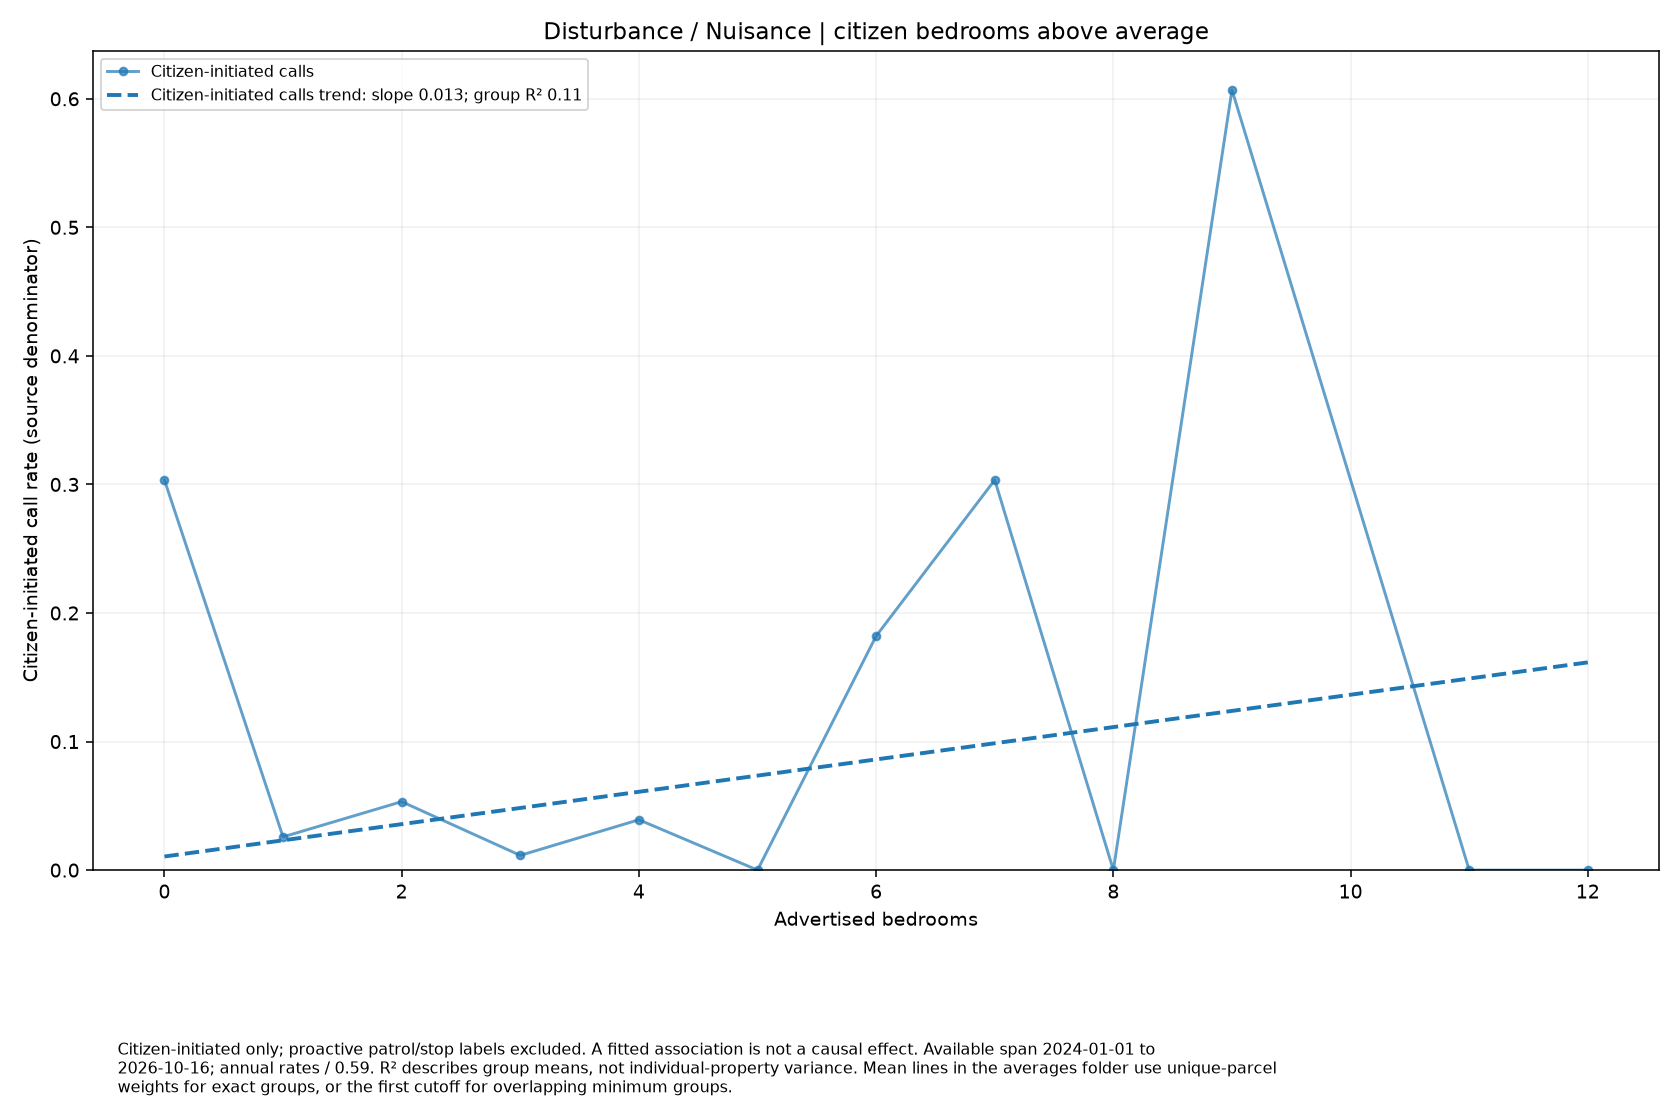 Disturbance / Nuisance | citizen bedrooms above average
Citizen-initiated calls
Citizen-initiated calls trend: slope 0.013; group R² 0.11
Citizen-initiated call rate (source denominator)
0.6
0.5
0.4
0.3
0.2
0.1
0.0
0 2 4 6 8 10 12
Advertised bedrooms
Citizen-initiated only; proactive patrol/stop labels excluded. A fitted association is not a causal effect. Available span 2024-01-01 to
2026-10-16; annual rates / 0.59. R² describes group means, not individual-property variance. Mean lines in the averages folder use unique-parcel
weights for exact groups, or the first cutoff for overlapping minimum groups.